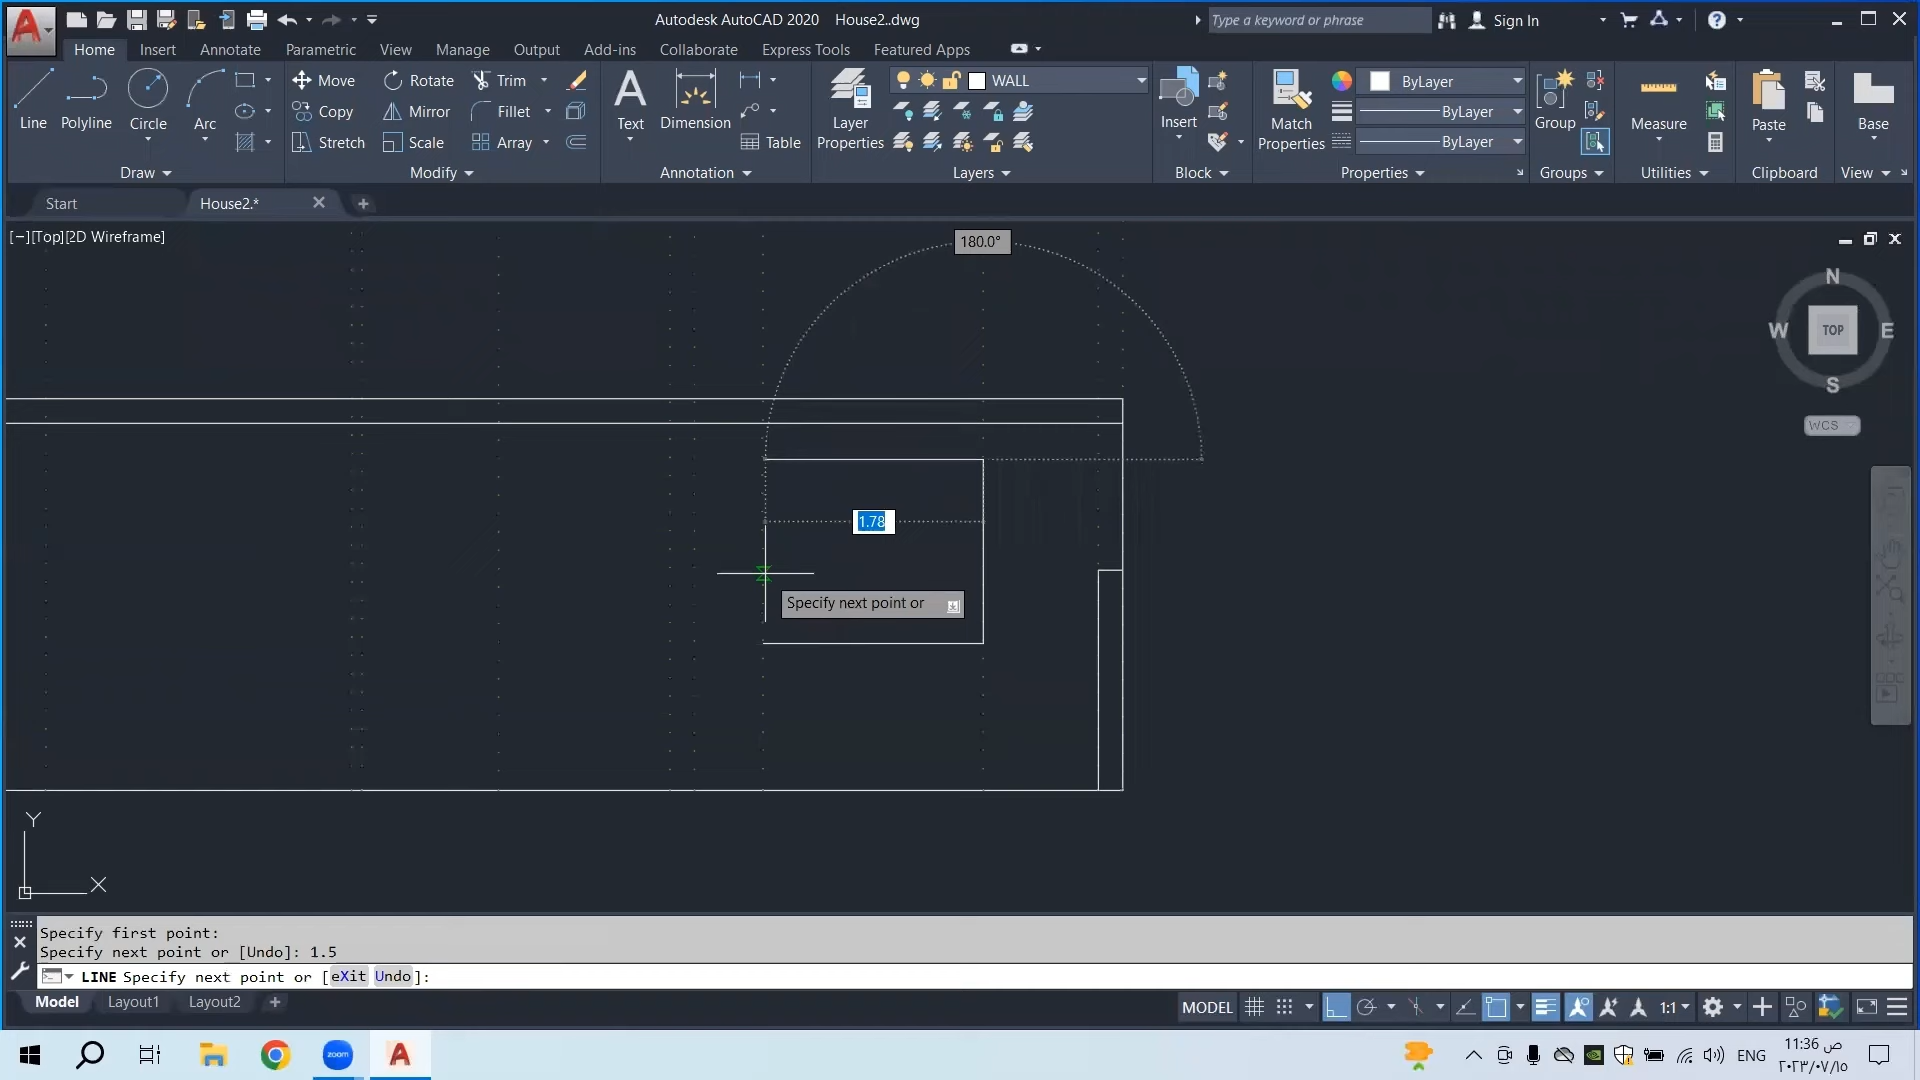 Autodesk AutoCAD 2020 House2..dwg
Type a keyword or phrase
Sign In
Home Insert Annotate Parametric View Manage Output Add-ins Collaborate Express Tools Featured Apps
Line Polyline Circle Arc
Move Rotate Trim
Copy Mirror Fillet
Stretch Scale Array
Text Dimension Table
Layer Properties
WALL
Insert
Match Properties
ByLayer
ByLayer
ByLayer
Group
Measure
Paste
Base
Draw Modify Annotation Layers Block Properties Groups Utilities Clipboard View
Start House2.*
[−][Top][2D Wireframe]
180.0°
N
W TOP E
S
WCS
1.78
Specify next point or
Y
X
Specify first point:
Specify next point or [Undo]: 1.5
LINE Specify next point or [eXit Undo]:
Model Layout1 Layout2
MODEL 1:1
zoom
ENG
11:36 ص
٢٠٢٣/٠٧/١٥